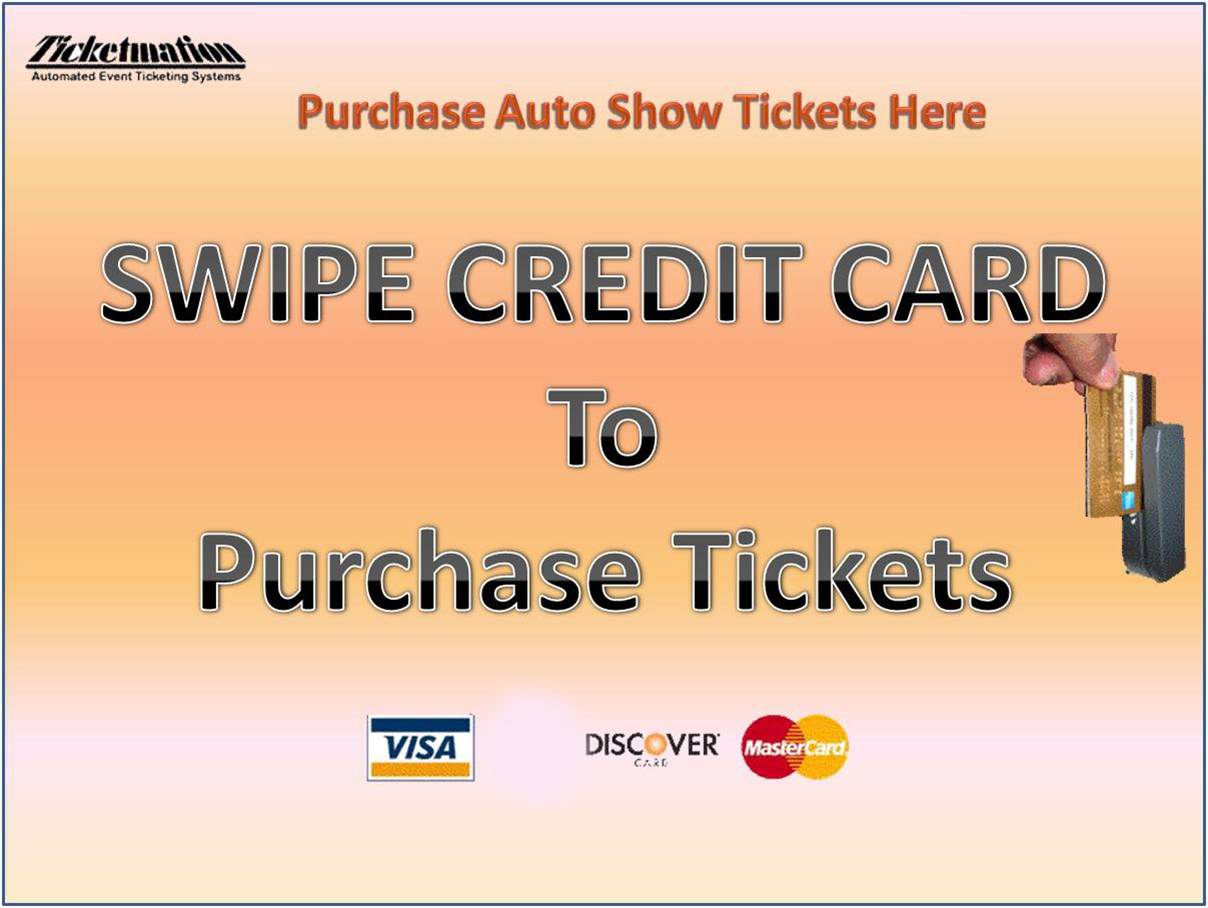 Ticketmation
Automated Event Ticketing Systems
Purchase Auto Show Tickets Here
SWIPE CREDIT CARD
To
Purchase Tickets
VISA
DISCOVER
CARD
MasterCard